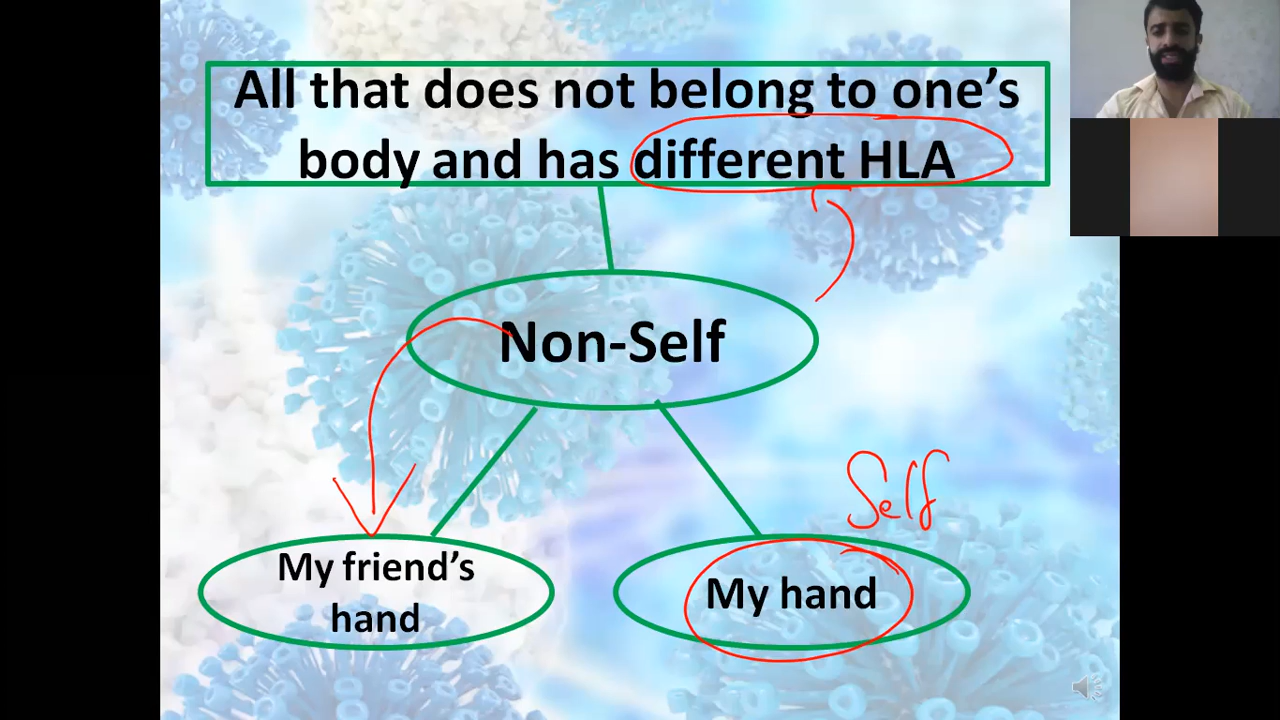 All that does not belong to one’s
body and has different HLA
Non-Self
Self
My friend’s
hand
My hand